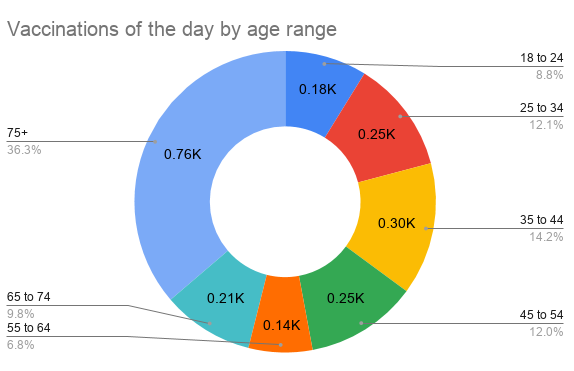 Vaccinations of the day by age range
18 to 24
8.8%
0.18K
25 to 34
12.1%
0.25K
35 to 44
14.2%
0.30K
45 to 54
12.0%
0.25K
55 to 64
6.8%
0.14K
65 to 74
9.8%
0.21K
75+
36.3%
0.76K